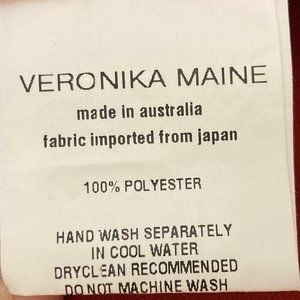 VERONIKA MAINE
made in australia
fabric imported from japan
100% POLYESTER
HAND WASH SEPARATELY
IN COOL WATER
DRYCLEAN RECOMMENDED
DO NOT MACHINE WASH